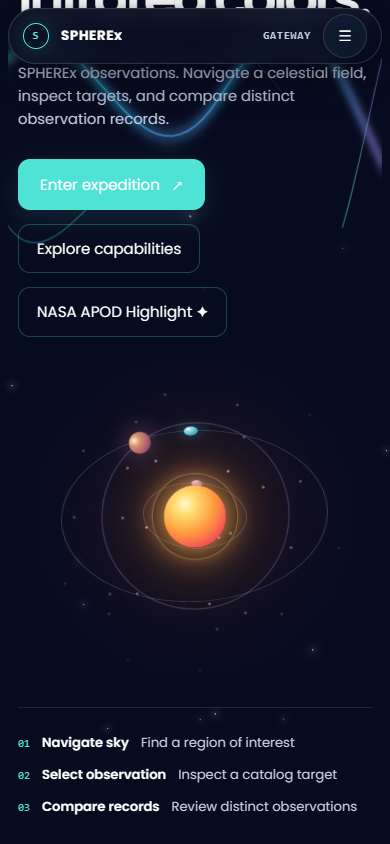 infrared colors.
S SPHEREx GATEWAY ☰
SPHEREx observations. Navigate a celestial field,
inspect targets, and compare distinct
observation records.
Enter expedition ↗
Explore capabilities
NASA APOD Highlight ✦
01 Navigate sky Find a region of interest
02 Select observation Inspect a catalog target
03 Compare records Review distinct observations